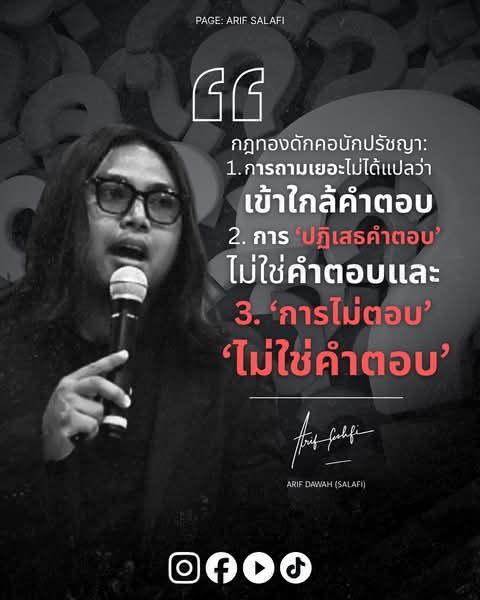 PAGE: ARIF SALAFI
กฎทองดักคอนักปรัชญา:
1. การถามเยอะไม่ได้แปลว่า
เข้าใกล้คำตอบ
2. การ ‘ปฏิเสธคำตอบ’
ไม่ใช่คำตอบและ
3. ‘การไม่ตอบ’
‘ไม่ใช่คำตอบ’
Arif Salafi
ARIF DAWAH (SALAFI)